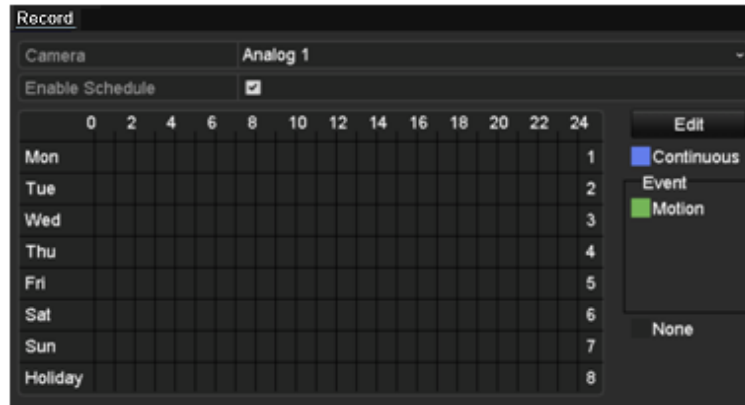 Record
Camera Analog 1
Enable Schedule
0 2 4 6 8 10 12 14 16 18 20 22 24
Edit
Mon 1
Continuous
Tue 2
Event
Wed 3
Motion
Thu 4
Fri 5
Sat 6
None
Sun 7
Holiday 8